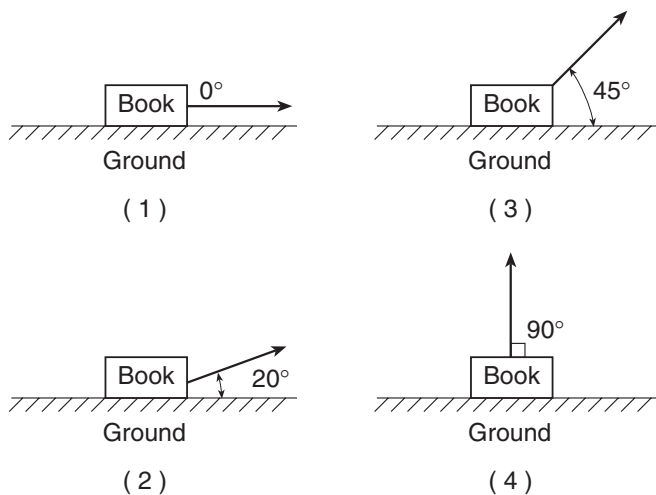 0°
Book
Ground
( 1 )
45°
Book
Ground
( 3 )
20°
Book
Ground
( 2 )
90°
Book
Ground
( 4 )